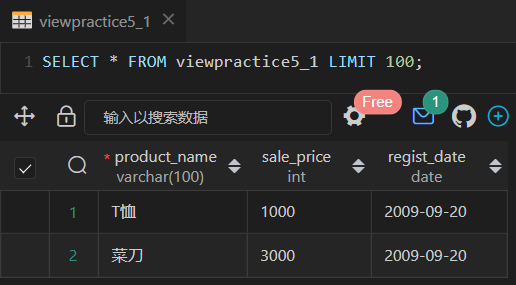 viewpractice5_1
1 SELECT * FROM viewpractice5_1 LIMIT 100;
输入以搜索数据 Free 1
* product_name sale_price regist_date
varchar(100) int date
1 T恤 1000 2009-09-20
2 菜刀 3000 2009-09-20